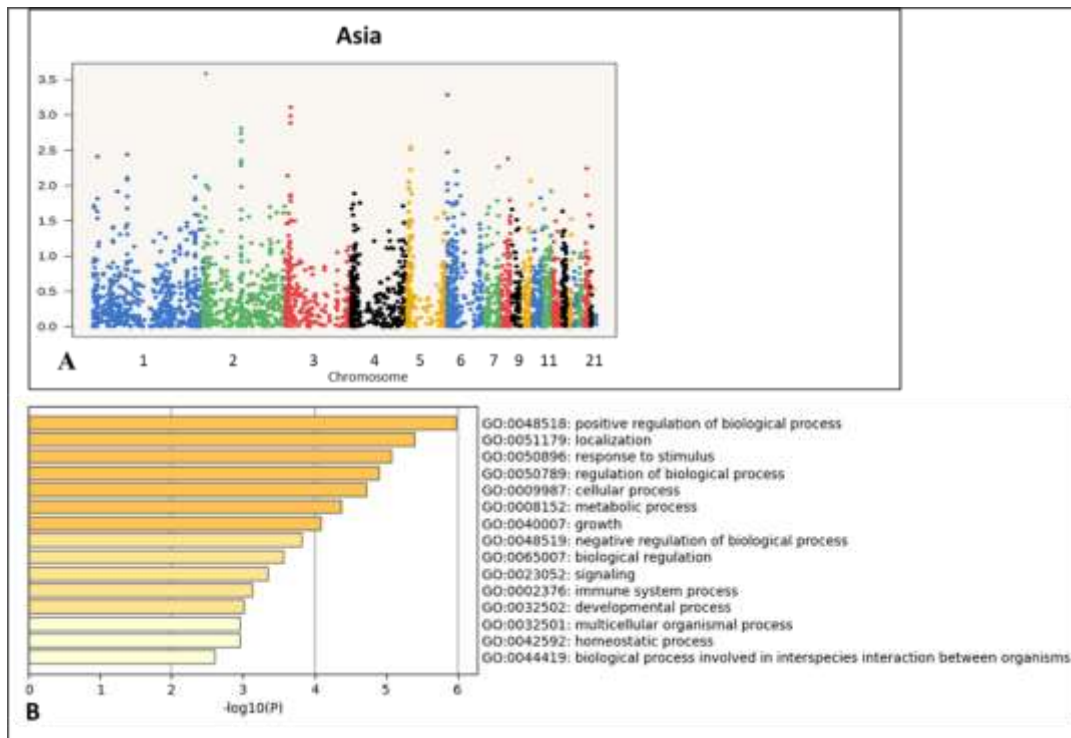 Asia
3.5
3.0
2.5
2.0
1.5
1.0
0.5
0.0
A 1 2 3 4 5 6 7 9 11 21
Chromosome
GO:0048518: positive regulation of biological process
GO:0051179: localization
GO:0050896: response to stimulus
GO:0050789: regulation of biological process
GO:0009987: cellular process
GO:0008152: metabolic process
GO:0040007: growth
GO:0048519: negative regulation of biological process
GO:0065007: biological regulation
GO:0023052: signaling
GO:0002376: immune system process
GO:0032502: developmental process
GO:0032501: multicellular organismal process
GO:0042592: homeostatic process
GO:0044419: biological process involved in interspecies interaction between organisms
0 1 2 3 4 5 6
B -log10(P)